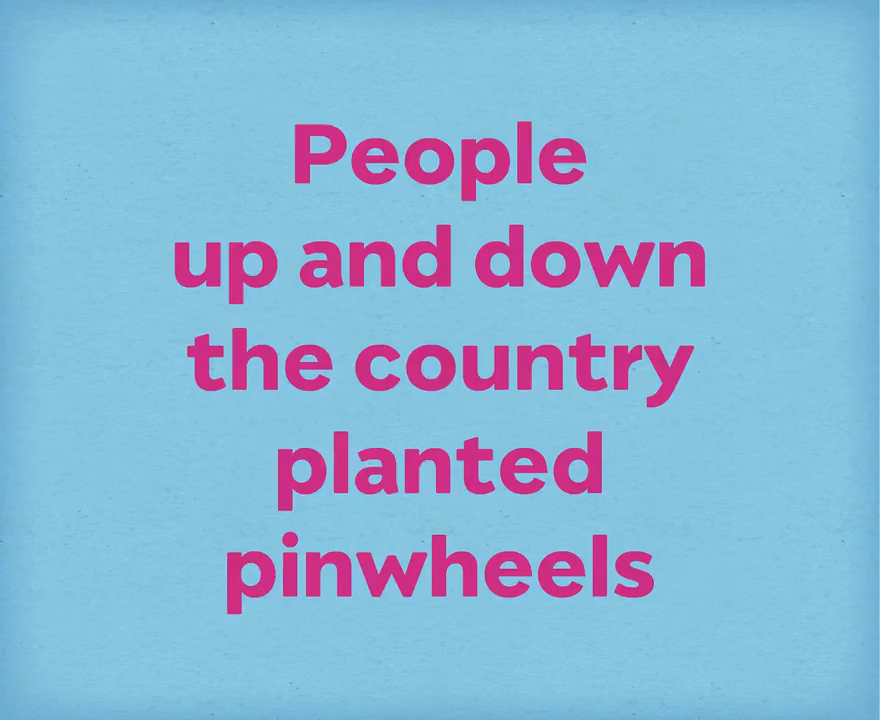 People
up and down
the country
planted
pinwheels